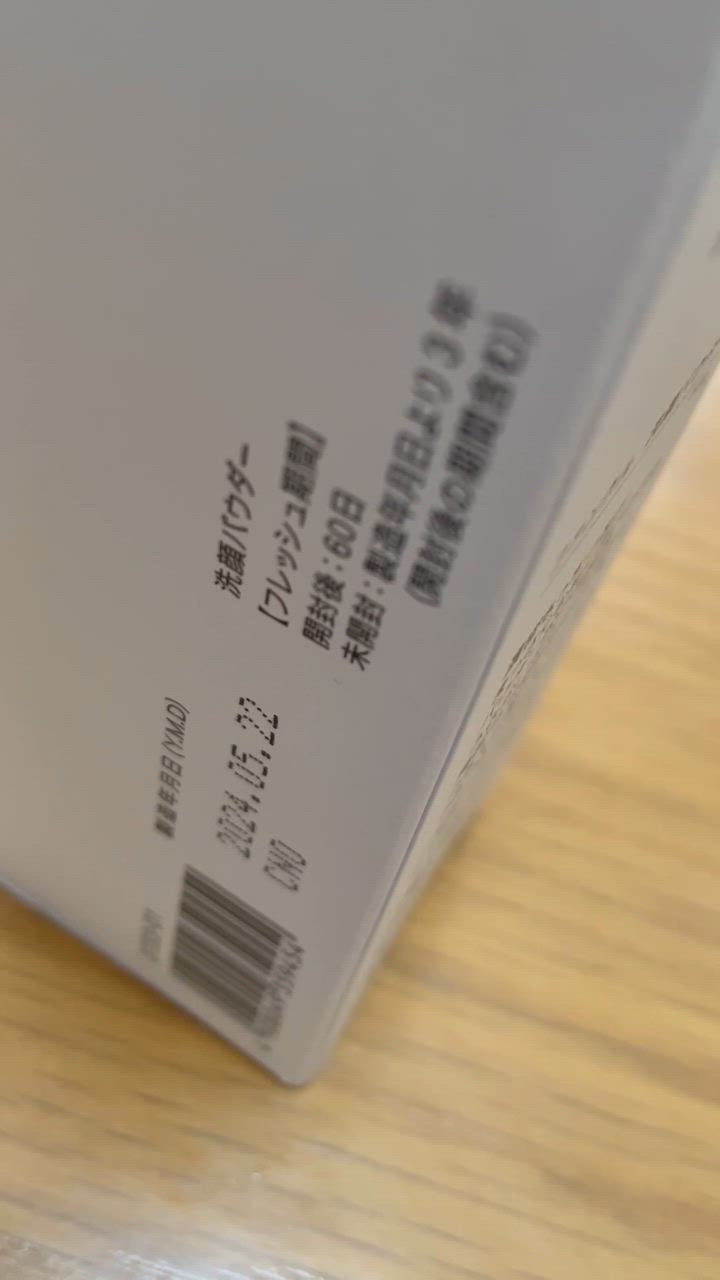 洗顔パウダー
【フレッシュ期間】
開封後：60日
未開封：製造年月日より3年
(開封後の期間含む)
製造年月日(Y.M.D)
2024.05.22